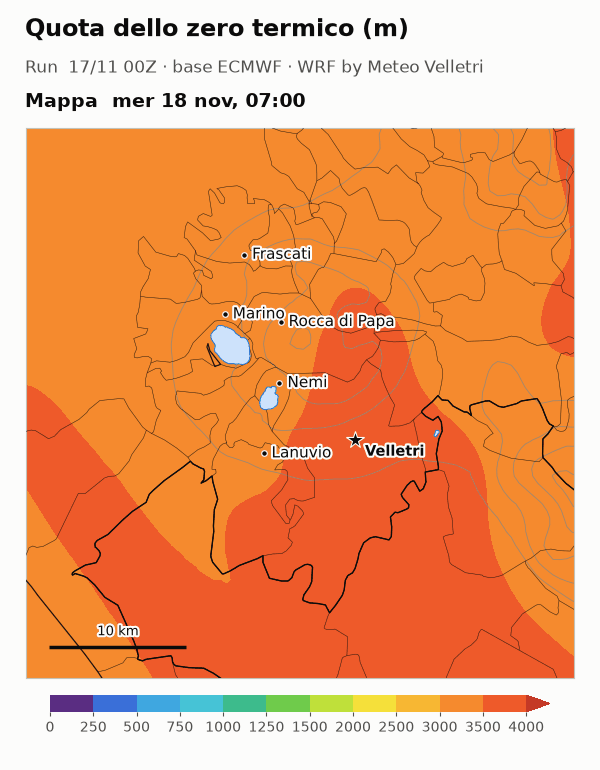 Quota dello zero termico (m)
Run 17/11 00Z · base ECMWF · WRF by Meteo Velletri
Mappa mer 18 nov, 07:00
Frascati
Marino
Rocca di Papa
Nemi
Velletri
Lanuvio
10 km
0 250 500 750 1000 1250 1500 2000 2500 3000 3500 4000